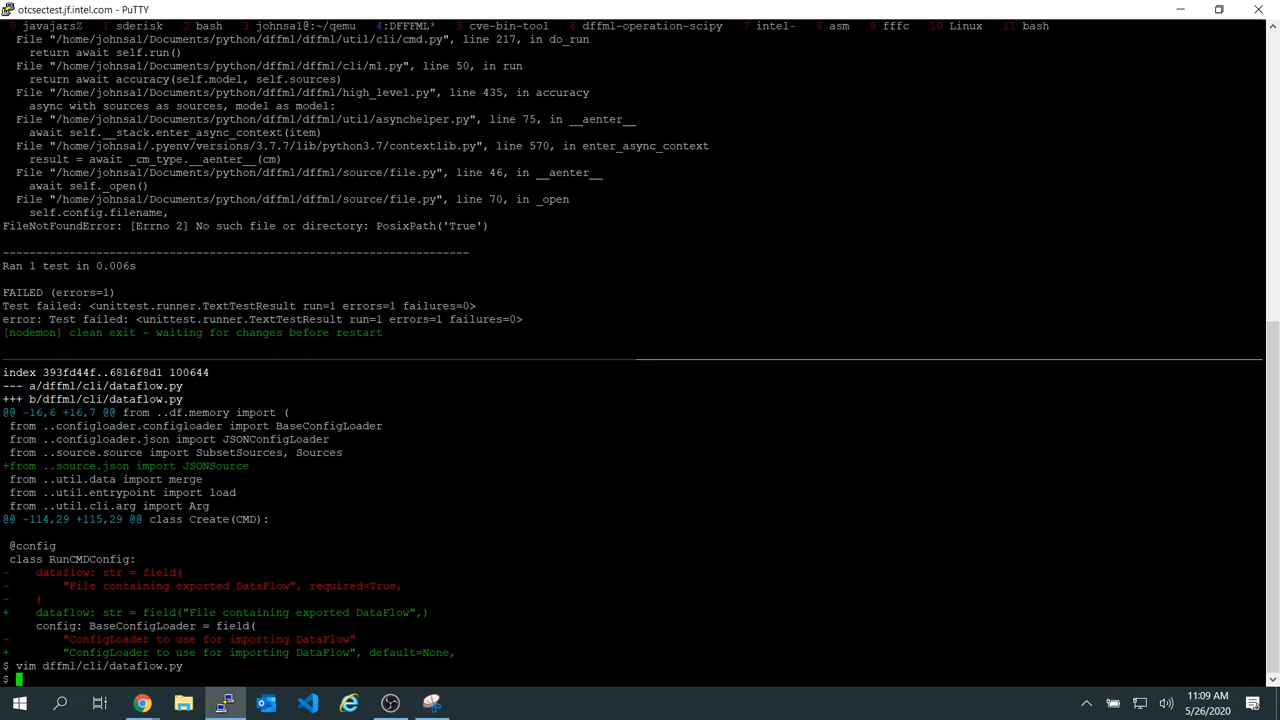 otcsectest.jf.intel.com - PuTTY
0 javajarsZ 1 sderisk 2 bash 3 johnsa1@:~/qemu 4:DFFFML* 5 cve-bin-tool 6 dffml-operation-scipy 7 intel- 8 asm 9 fffc 10 Linux 11 bash
File "/home/johnsa1/Documents/python/dffml/dffml/util/cli/cmd.py", line 217, in do_run
return await self.run()
File "/home/johnsa1/Documents/python/dffml/dffml/cli/ml.py", line 50, in run
return await accuracy(self.model, self.sources)
File "/home/johnsa1/Documents/python/dffml/dffml/high_level.py", line 435, in accuracy
async with sources as sources, model as model:
File "/home/johnsa1/Documents/python/dffml/dffml/util/asynchelper.py", line 75, in __aenter__
await self.__stack.enter_async_context(item)
File "/home/johnsa1/.pyenv/versions/3.7.7/lib/python3.7/contextlib.py", line 570, in enter_async_context
result = await _cm_type.__aenter__(cm)
File "/home/johnsa1/Documents/python/dffml/dffml/source/file.py", line 46, in __aenter__
await self._open()
File "/home/johnsa1/Documents/python/dffml/dffml/source/file.py", line 70, in _open
self.config.filename,
FileNotFoundError: [Errno 2] No such file or directory: PosixPath('True')
----------------------------------------------------------------------
Ran 1 test in 0.006s
FAILED (errors=1)
Test failed: <unittest.runner.TextTestResult run=1 errors=1 failures=0>
error: Test failed: <unittest.runner.TextTestResult run=1 errors=1 failures=0>
[nodemon] clean exit - waiting for changes before restart
index 393fd44f..6816f8d1 100644
--- a/dffml/cli/dataflow.py
+++ b/dffml/cli/dataflow.py
@@ -16,6 +16,7 @@ from ..df.memory import (
from ..configloader.configloader import BaseConfigLoader
from ..configloader.json import JSONConfigLoader
from ..source.source import SubsetSources, Sources
+from ..source.json import JSONSource
from ..util.data import merge
from ..util.entrypoint import load
from ..util.cli.arg import Arg
@@ -114,29 +115,29 @@ class Create(CMD):
@config
class RunCMDConfig:
- dataflow: str = field(
- "File containing exported DataFlow", required=True,
- )
+ dataflow: str = field("File containing exported DataFlow",)
config: BaseConfigLoader = field(
- "ConfigLoader to use for importing DataFlow"
+ "ConfigLoader to use for importing DataFlow", default=None,
$ vim dffml/cli/dataflow.py
$
11:09 AM
5/26/2020